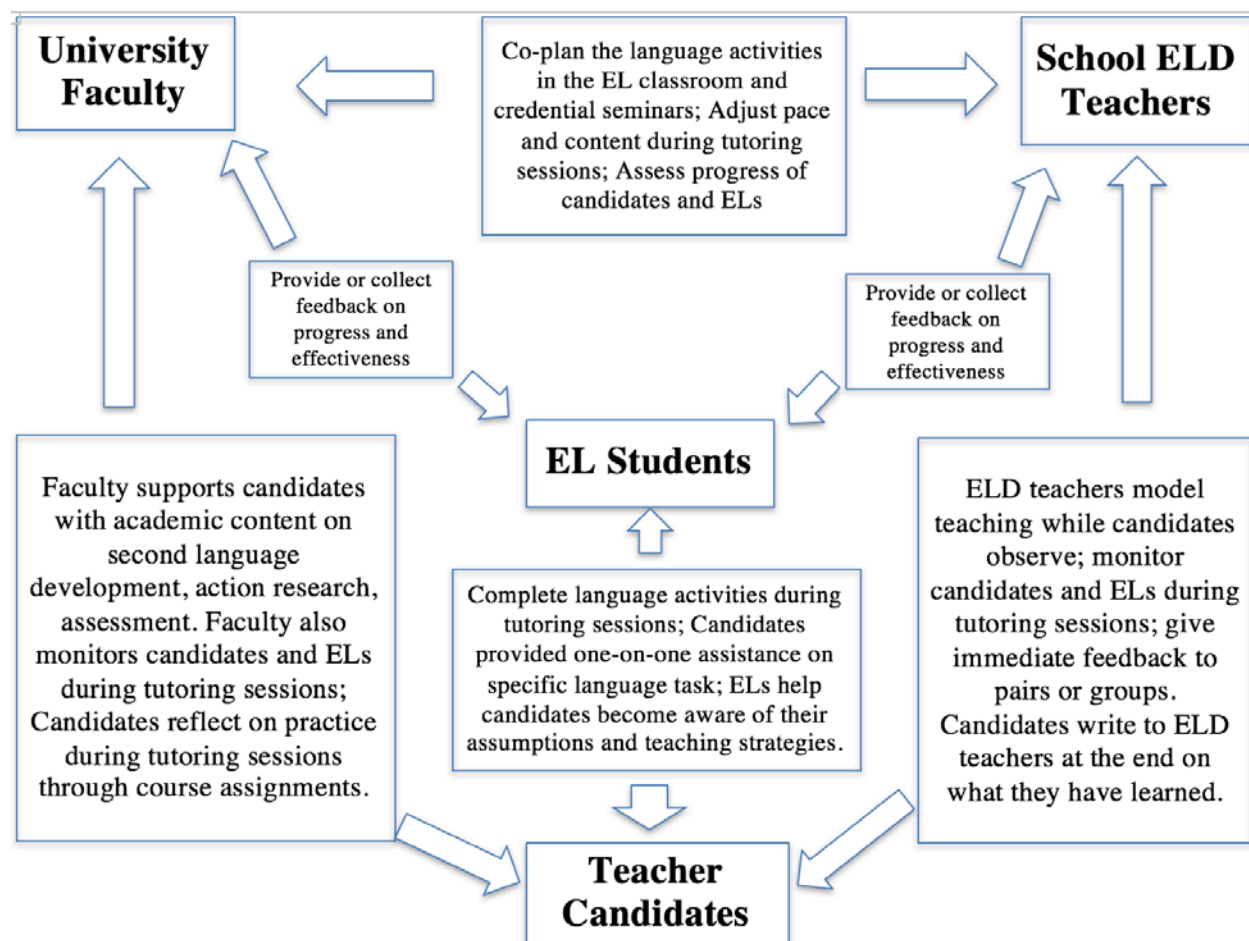 University
Faculty
Co-plan the language activities
in the EL classroom and
credential seminars; Adjust pace
and content during tutoring
sessions; Assess progress of
candidates and ELs
School ELD
Teachers
Provide or collect
feedback on
progress and
effectiveness
Provide or collect
feedback on
progress and
effectiveness
EL Students
Faculty supports candidates
with academic content on
second language
development, action research,
assessment. Faculty also
monitors candidates and ELs
during tutoring sessions;
Candidates reflect on practice
during tutoring sessions
through course assignments.
Complete language activities during
tutoring sessions; Candidates
provided one-on-one assistance on
specific language task; ELs help
candidates become aware of their
assumptions and teaching strategies.
ELD teachers model
teaching while candidates
observe; monitor
candidates and ELs during
tutoring sessions; give
immediate feedback to
pairs or groups.
Candidates write to ELD
teachers at the end on
what they have learned.
Teacher
Candidates